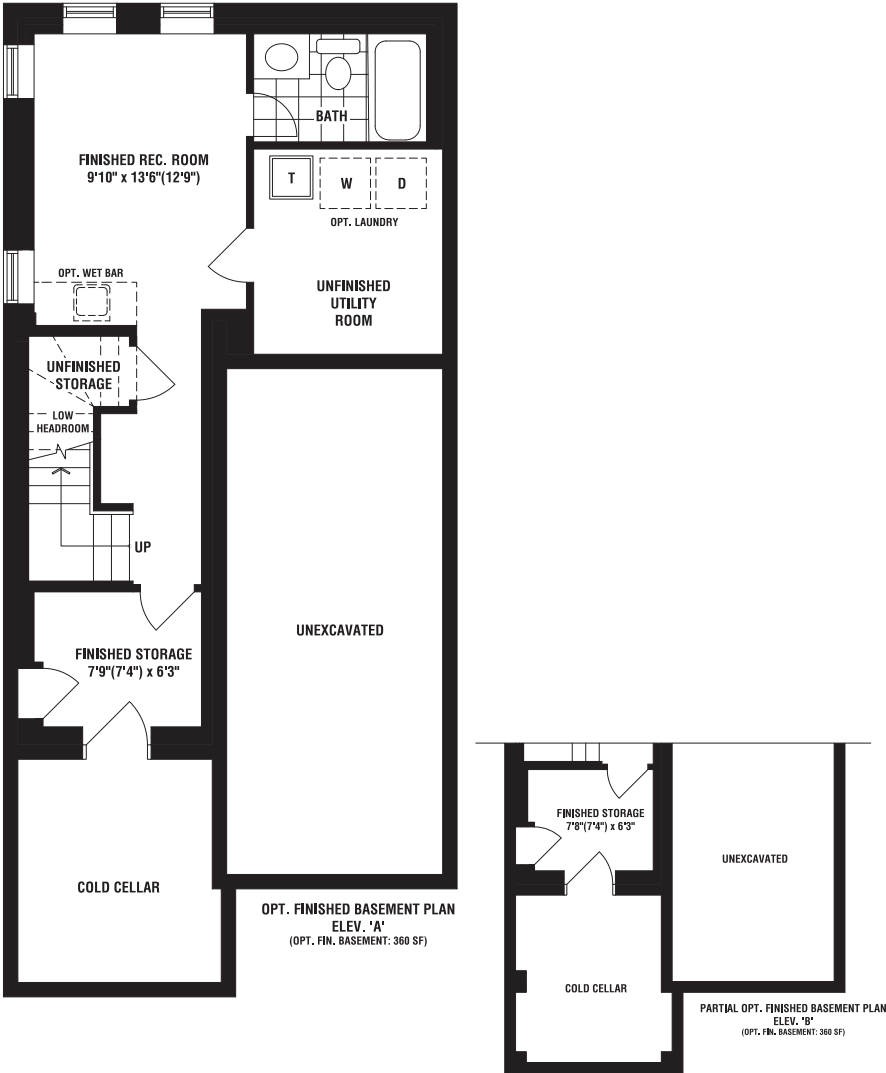 BATH
FINISHED REC. ROOM
9'10" x 13'6"(12'9")
T
W
D
OPT. LAUNDRY
OPT. WET BAR
UNFINISHED
UTILITY
ROOM
UNFINISHED
STORAGE
LOW
HEADROOM
UP
UNEXCAVATED
FINISHED STORAGE
7'9"(7'4") x 6'3"
COLD CELLAR
OPT. FINISHED BASEMENT PLAN
ELEV. 'A'
(OPT. FIN. BASEMENT: 360 SF)
FINISHED STORAGE
7'8"(7'4") x 6'3"
UNEXCAVATED
COLD CELLAR
PARTIAL OPT. FINISHED BASEMENT PLAN
ELEV. 'B'
(OPT. FIN. BASEMENT: 360 SF)